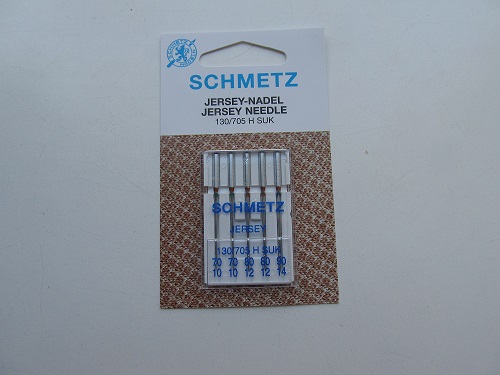 SCHMETZ
JERSEY-NADEL
JERSEY NEEDLE
130/705 H SUK
SCHMETZ
JERSEY
130/705 H SUK
70 70 80 80 90
10 10 12 12 14